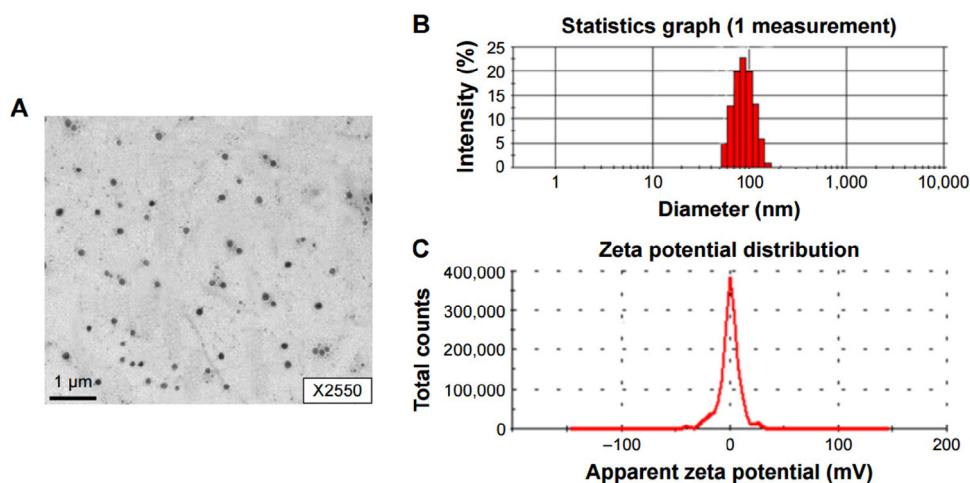 A
1 µm
X2550
B
Statistics graph (1 measurement)
Intensity (%)
25
20
15
10
5
0
1 10 100 1,000 10,000
Diameter (nm)
C
Zeta potential distribution
Total counts
400,000
300,000
200,000
100,000
0
–100 0 100 200
Apparent zeta potential (mV)